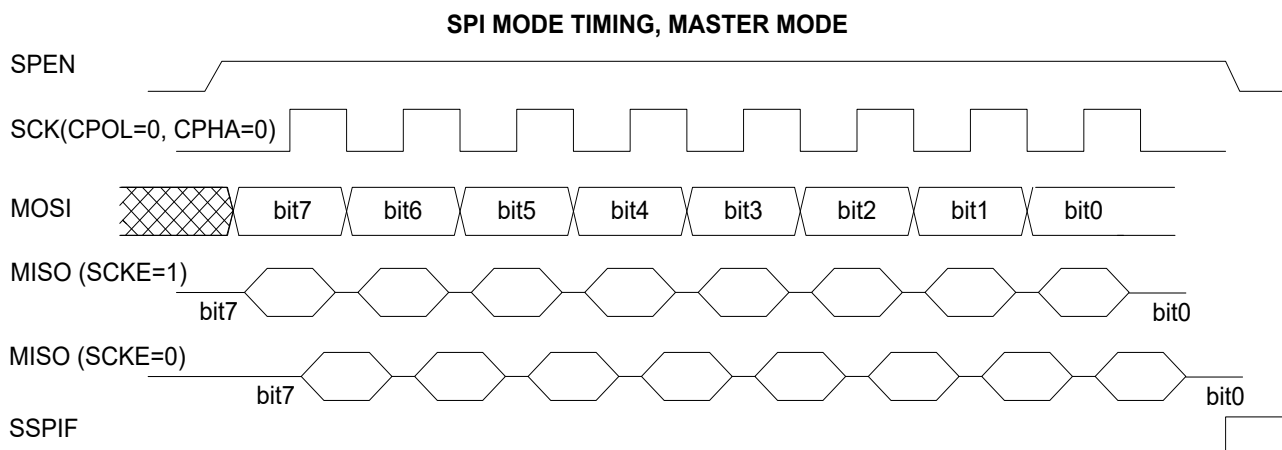 SPI MODE TIMING, MASTER MODE
SPEN
SCK(CPOL=0, CPHA=0)
MOSI bit7 bit6 bit5 bit4 bit3 bit2 bit1 bit0
MISO (SCKE=1)
bit7 bit0
MISO (SCKE=0)
bit7 bit0
SSPIF